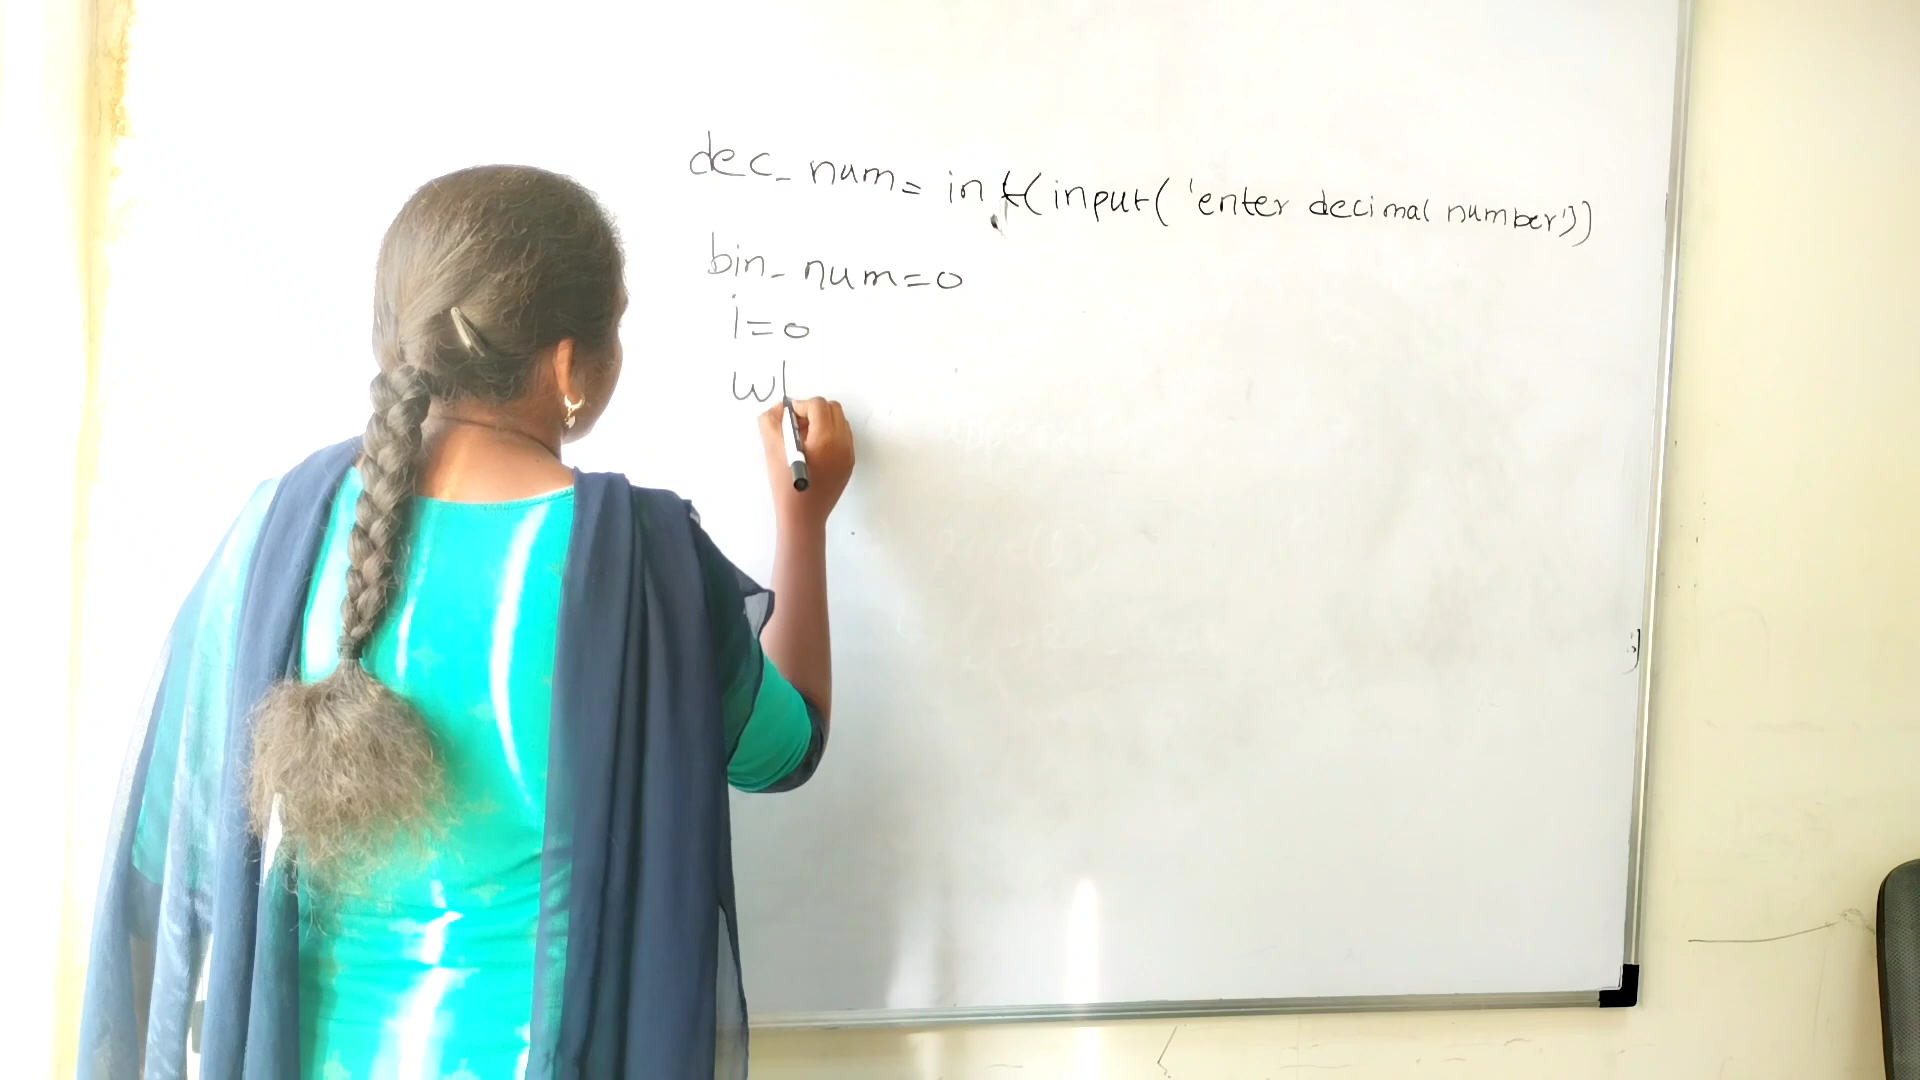 dec_num= int(input('enter decimal number'))
bin_num=0
i=0
wh